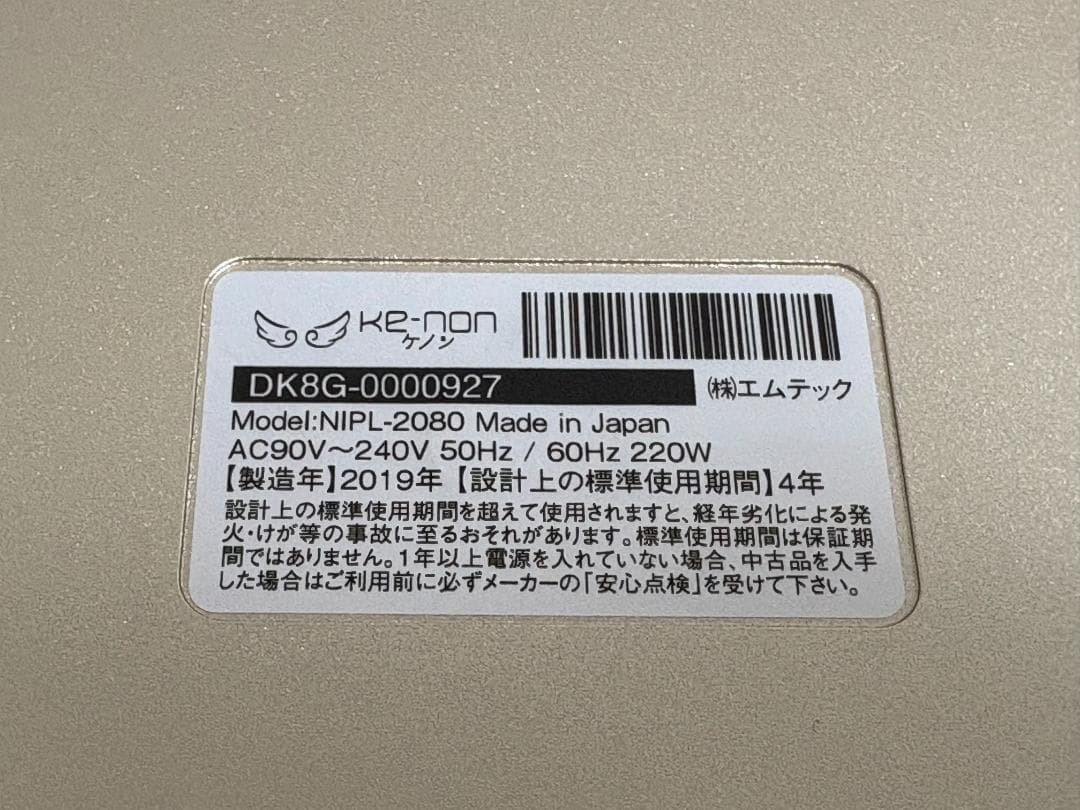 ke-non
ケノン
DK8G-0000927
㈱エムテック
Model:NIPL-2080 Made in Japan
AC90V～240V 50Hz / 60Hz 220W
【製造年】2019年 【設計上の標準使用期間】4年
設計上の標準使用期間を超えて使用されますと、経年劣化による発
火・けが等の事故に至るおそれがあります。標準使用期間は保証期
間ではありません。1年以上電源を入れていない場合、中古品を入手
した場合はご利用前に必ずメーカーの「安心点検」を受けて下さい。